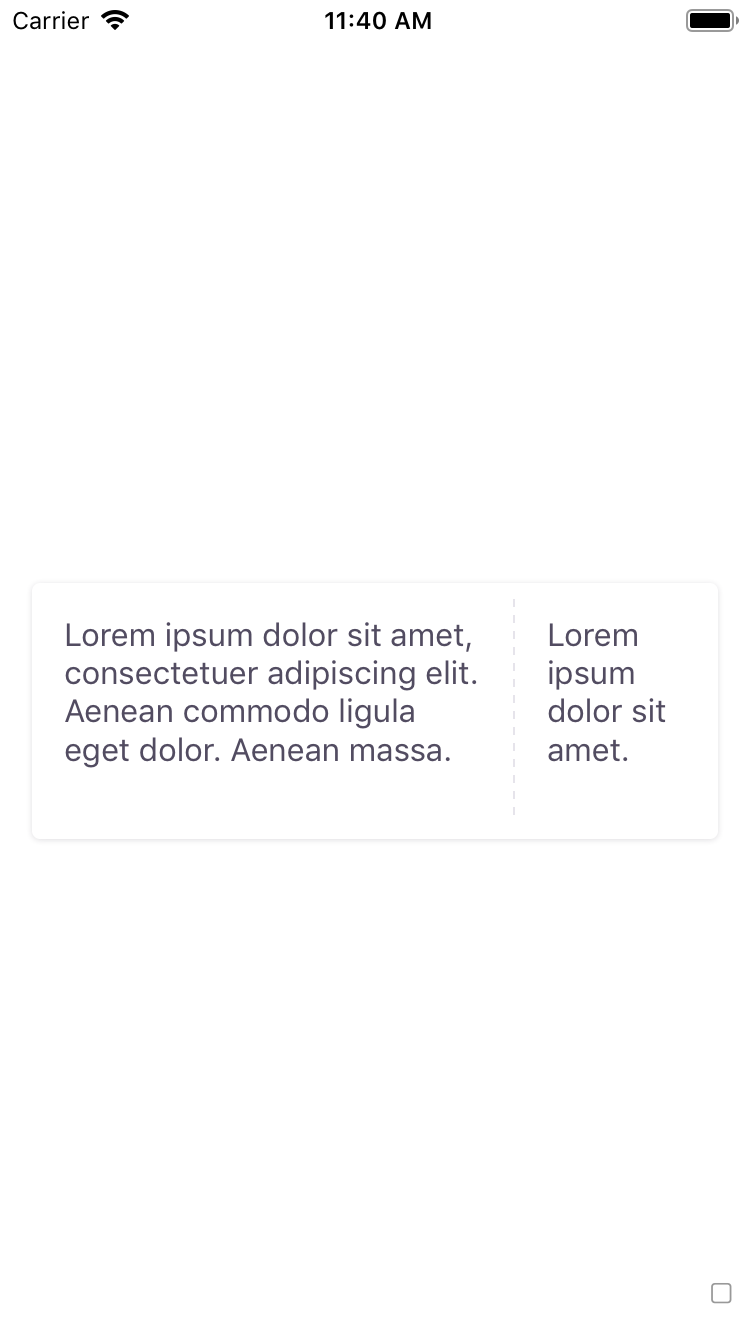 Carrier 11:40 AM
Lorem ipsum dolor sit amet,
consectetuer adipiscing elit.
Aenean commodo ligula
eget dolor. Aenean massa.
Lorem
ipsum
dolor sit
amet.